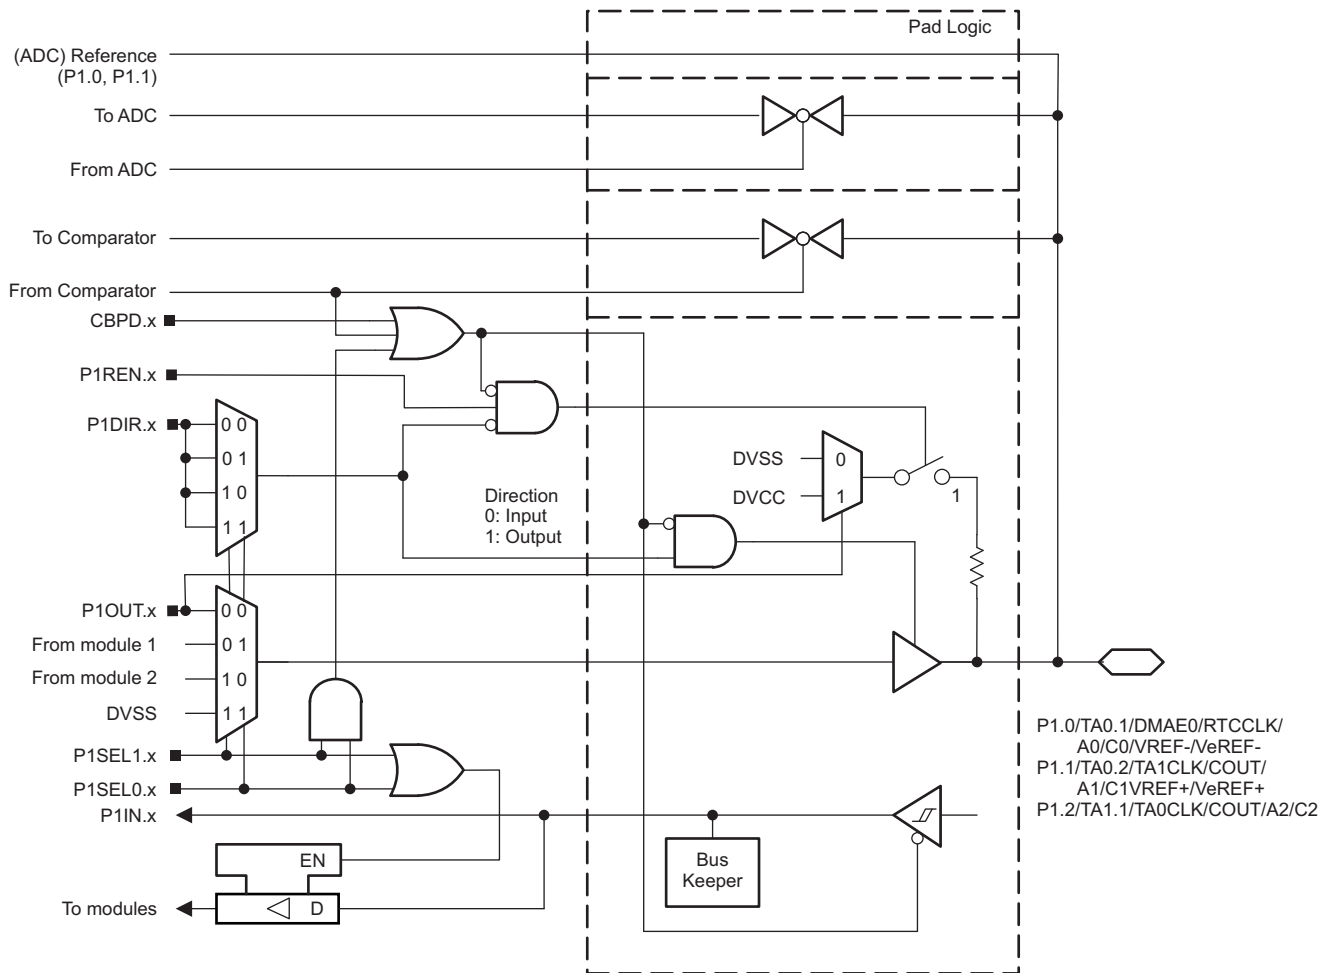 Pad Logic
(ADC) Reference
(P1.0, P1.1)
To ADC
From ADC
To Comparator
From Comparator
CBPD.x
P1REN.x
P1DIR.x
0 0
0 1
1 0
1 1
Direction
0: Input
1: Output
DVSS
0
DVCC
1
1
P1OUT.x
0 0
From module 1
0 1
From module 2
1 0
DVSS
1 1
P1SEL1.x
P1SEL0.x
P1IN.x
EN
D
To modules
Bus
Keeper
P1.0/TA0.1/DMAE0/RTCCLK/
A0/C0/VREF-/VeREF-
P1.1/TA0.2/TA1CLK/COUT/
A1/C1VREF+/VeREF+
P1.2/TA1.1/TA0CLK/COUT/A2/C2